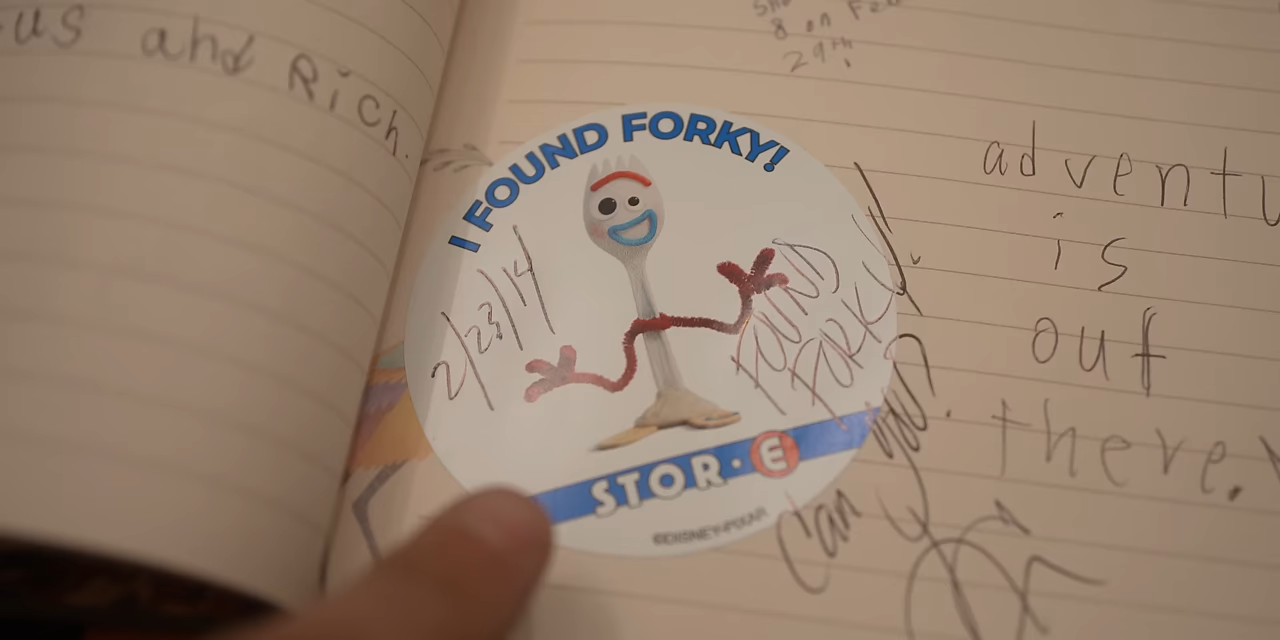 us and Rich.
8 on Feb
29th.
I FOUND FORKY!
2/23/14
FOUND
FORKY!!
Can you?
STOR·E
©DISNEY•PIXAR
adventu
is
out
there.